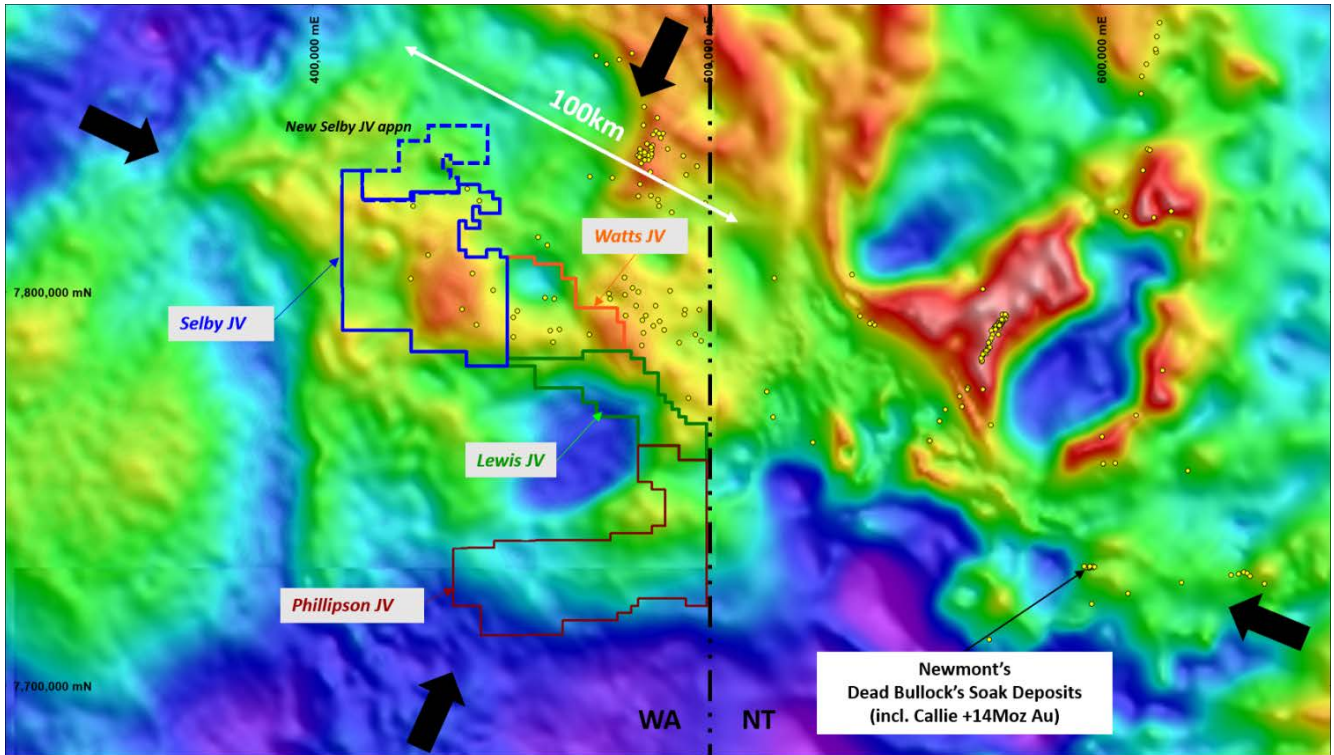 400,000 mE
500,000 mE
600,000 mE
100km
New Selby JV appn
Watts JV
7,800,000 mN
Selby JV
Lewis JV
Phillipson JV
7,700,000 mN
WA
NT
Newmont's
Dead Bullock's Soak Deposits
(incl. Callie +14Moz Au)